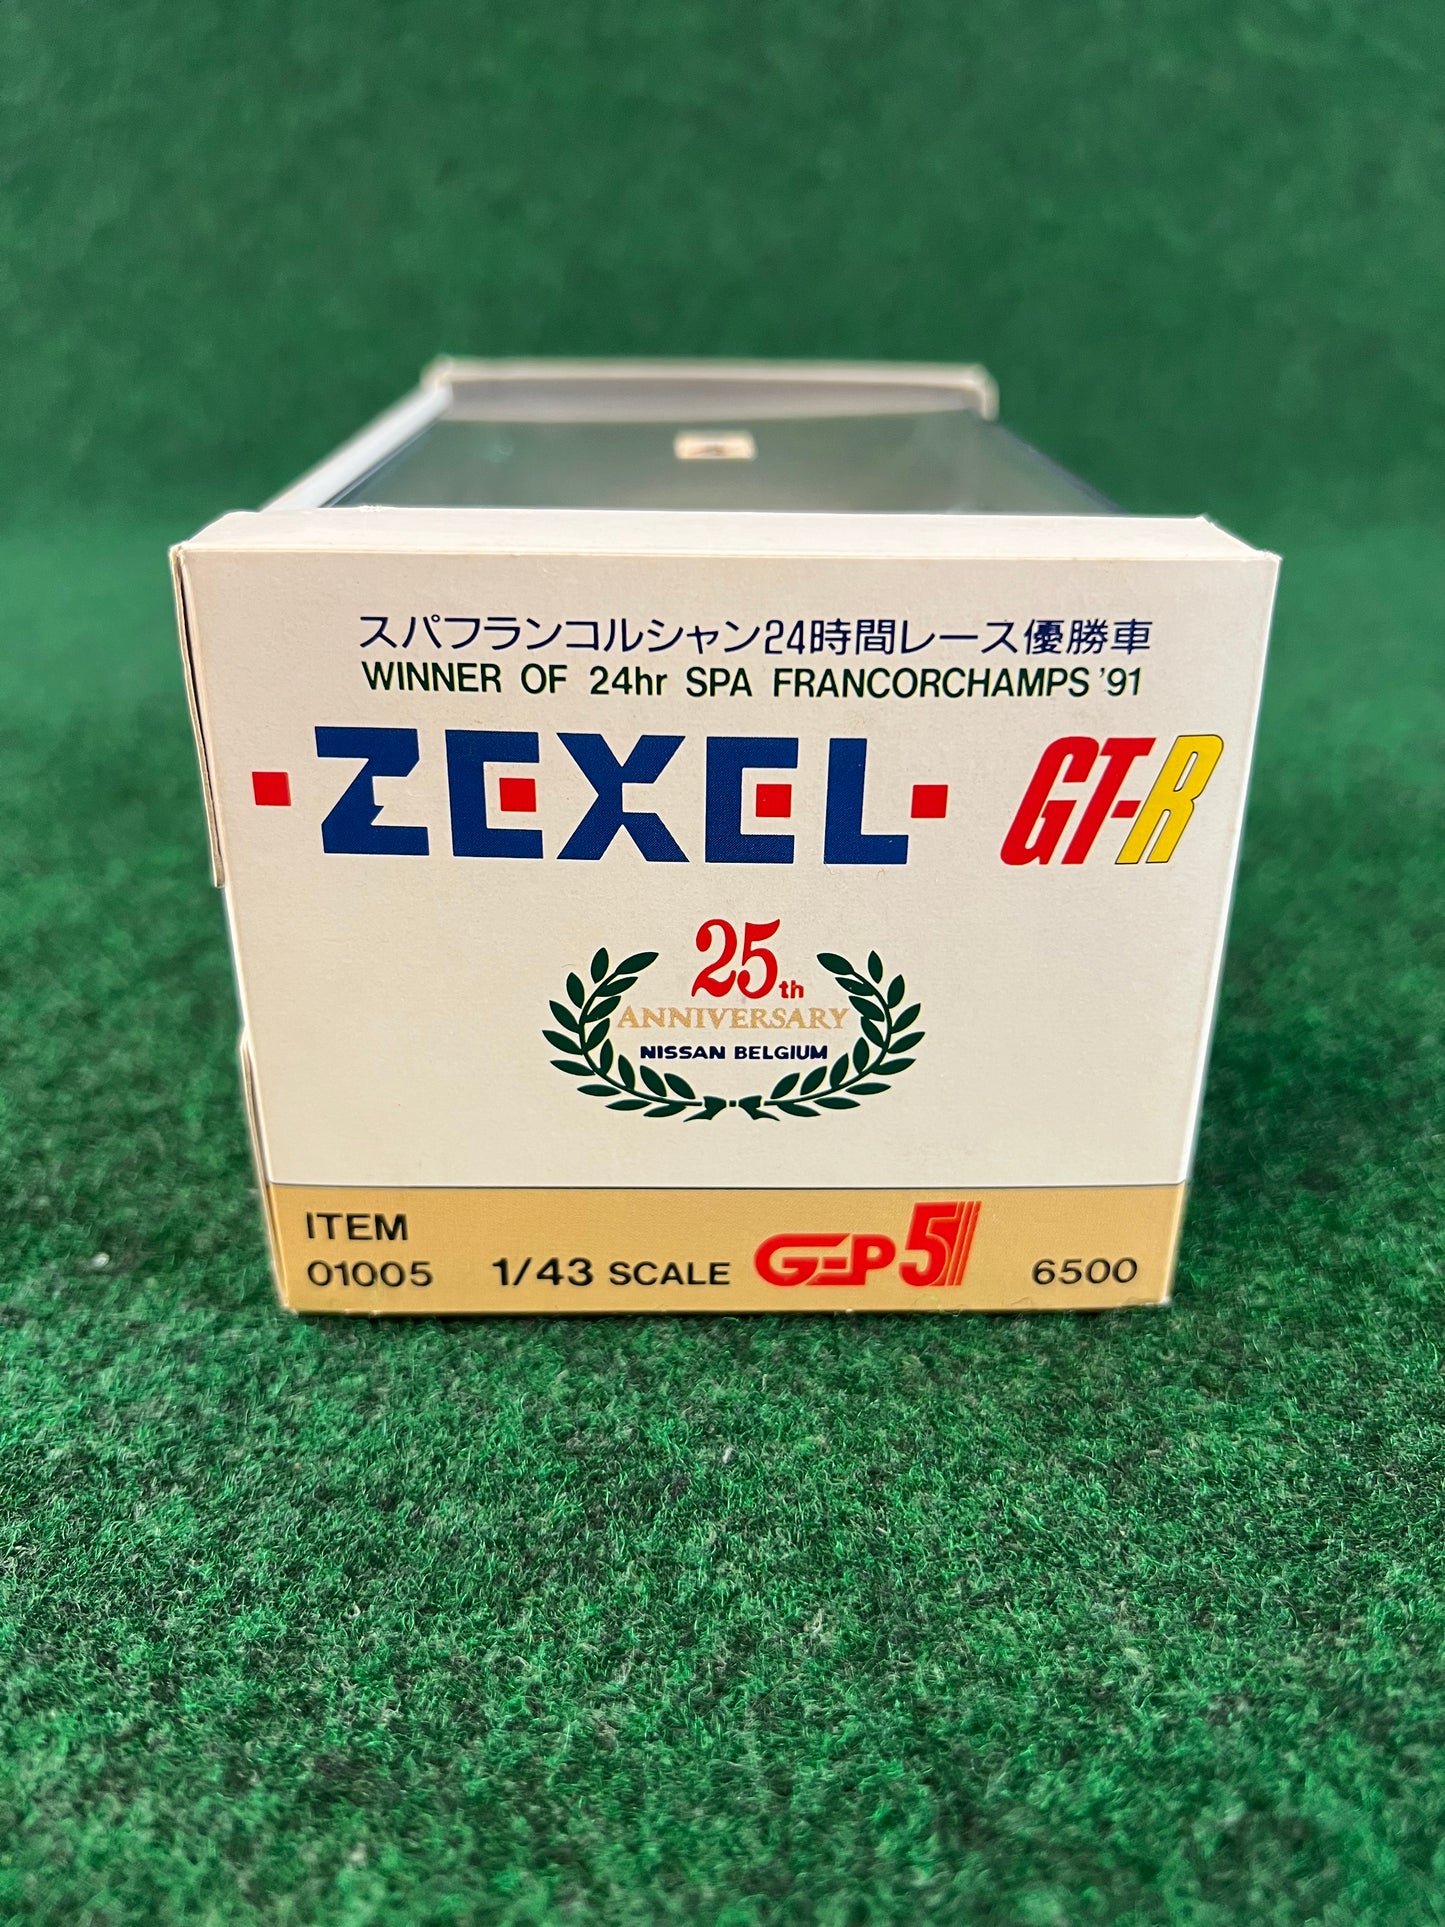 スパフランコルシャン24時間レース優勝車
WINNER OF 24hr SPA FRANCORCHAMPS '91
ZEXEL GT-R
25th
ANNIVERSARY
NISSAN BELGIUM
ITEM
01005 1/43 SCALE GEP5 6500